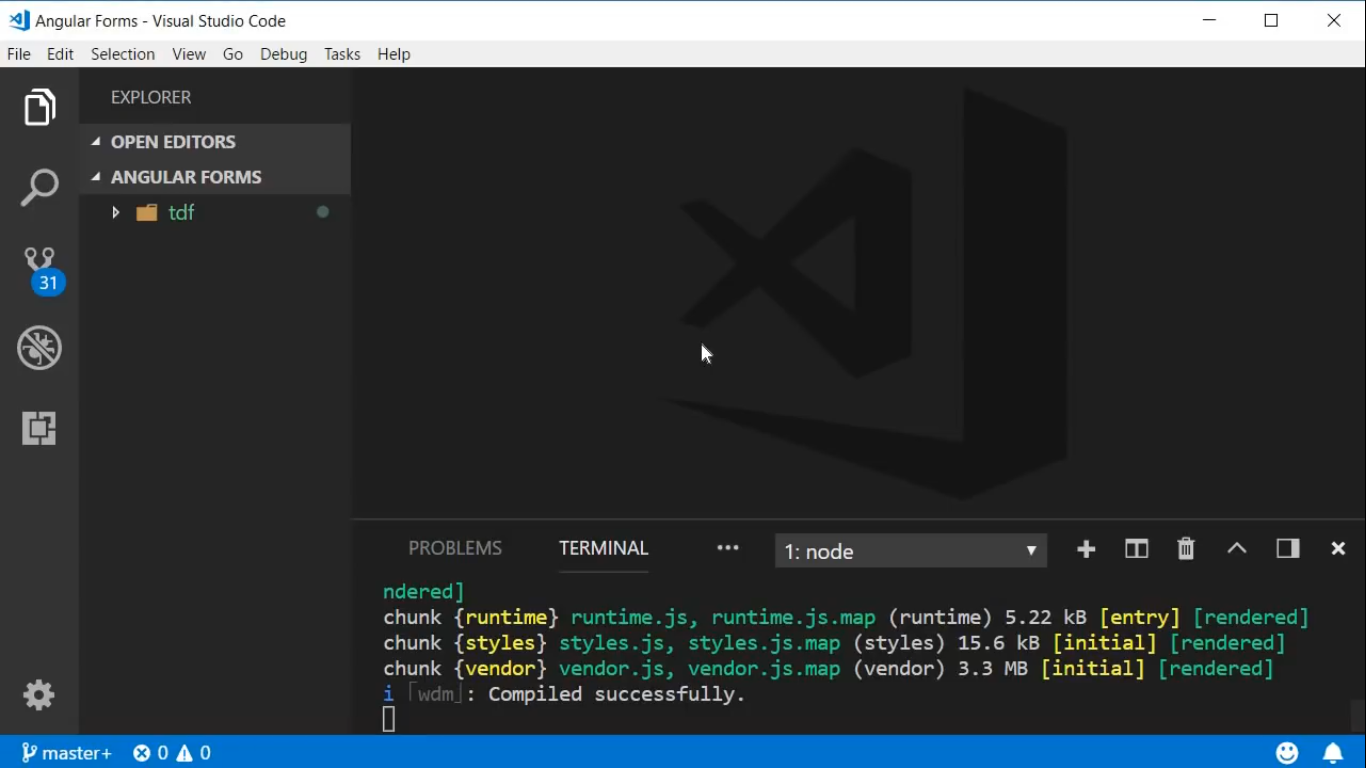 Angular Forms - Visual Studio Code
File Edit Selection View Go Debug Tasks Help
EXPLORER
OPEN EDITORS
ANGULAR FORMS
tdf
31
PROBLEMS TERMINAL ••• 1: node
ndered]
chunk {runtime} runtime.js, runtime.js.map (runtime) 5.22 kB [entry] [rendered]
chunk {styles} styles.js, styles.js.map (styles) 15.6 kB [initial] [rendered]
chunk {vendor} vendor.js, vendor.js.map (vendor) 3.3 MB [initial] [rendered]
i ｢wdm｣: Compiled successfully.
master+ 0 0